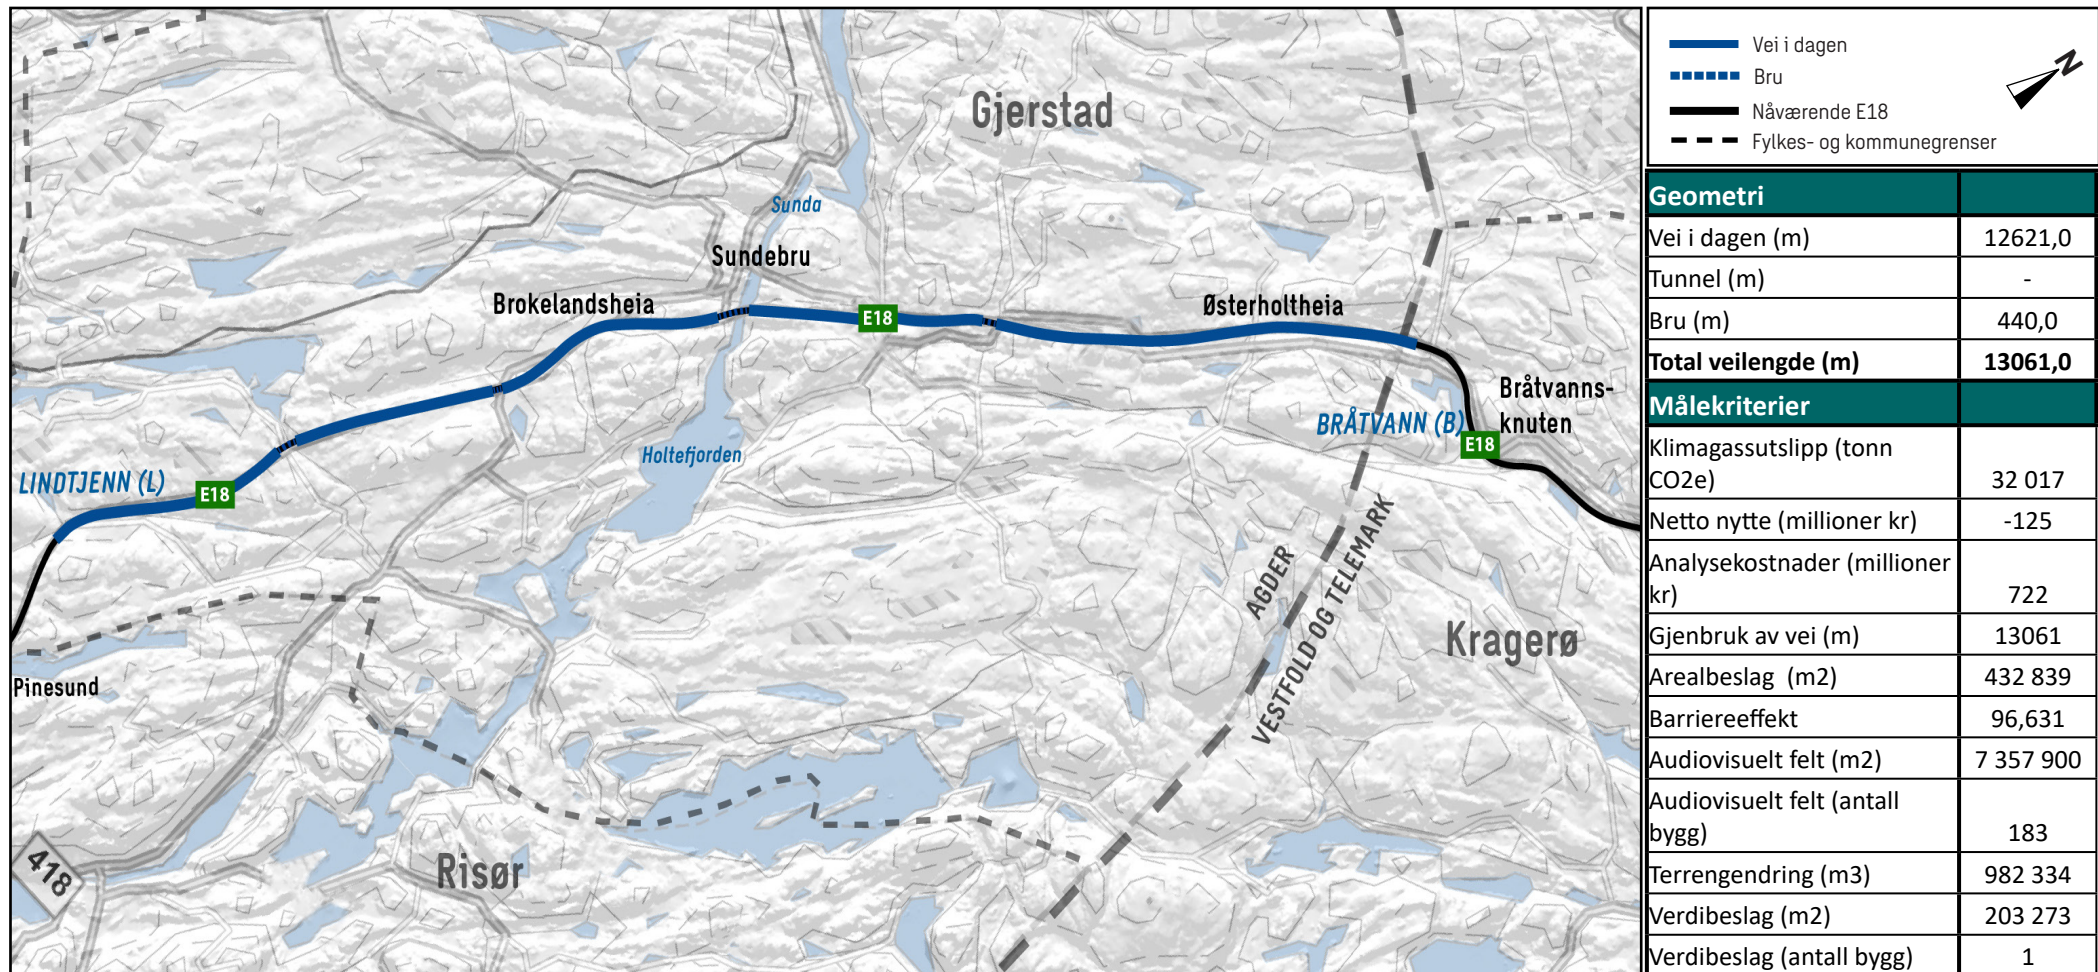 Gjerstad
Sunda
Sundebru
Brokelandsheia
E18
Østerholtheia
Bråtvanns-
knuten
BRÅTVANN (B)
E18
Holtefjorden
LINDTJENN (L)
E18
AGDER
VESTFOLD OG TELEMARK
Kragerø
Pinesund
418
Risør
Vei i dagen
Bru
Nåværende E18
Fylkes- og kommunegrenser
N
Geometri
Vei i dagen (m) 12621,0
Tunnel (m) -
Bru (m) 440,0
Total veilengde (m) 13061,0
Målekriterier
Klimagassutslipp (tonn
CO2e) 32 017
Netto nytte (millioner kr) -125
Analysekostnader (millioner
kr) 722
Gjenbruk av vei (m) 13061
Arealbeslag (m2) 432 839
Barriereeffekt 96,631
Audiovisuelt felt (m2) 7 357 900
Audiovisuelt felt (antall
bygg) 183
Terrengendring (m3) 982 334
Verdibeslag (m2) 203 273
Verdibeslag (antall bygg) 1